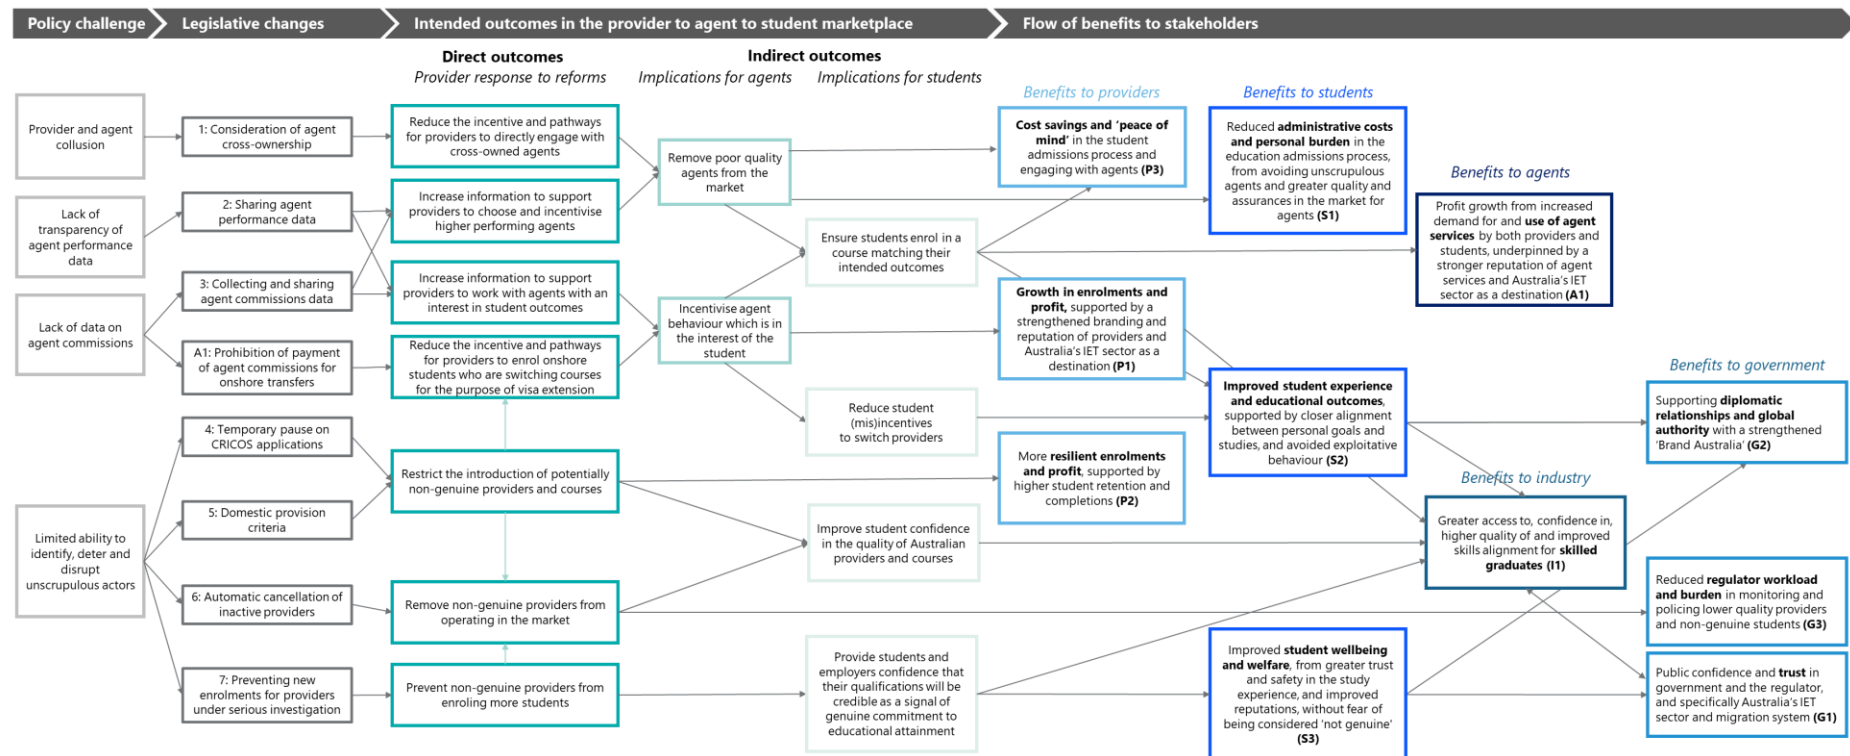 Policy challenge
Legislative changes
Intended outcomes in the provider to agent to student marketplace
Flow of benefits to stakeholders
Direct outcomes
Provider response to reforms
Indirect outcomes
Implications for agents
Implications for students
Benefits to providers
Benefits to students
Benefits to agents
Benefits to government
Benefits to industry
Provider and agent
collusion
Lack of
transparency of
agent performance
data
Lack of data on
agent commissions
Limited ability to
identify, deter and
disrupt
unscrupulous actors
1: Consideration of agent
cross-ownership
2: Sharing agent
performance data
3: Collecting and sharing
agent commissions data
A1: Prohibition of payment
of agent commissions for
onshore transfers
4: Temporary pause on
CRICOS applications
5: Domestic provision
criteria
6: Automatic cancellation of
inactive providers
7: Preventing new
enrolments for providers
under serious investigation
Reduce the incentive and pathways
for providers to directly engage with
cross-owned agents
Increase information to support
providers to choose and incentivise
higher performing agents
Increase information to support
providers to work with agents with an
interest in student outcomes
Reduce the incentive and pathways
for providers to enrol onshore
students who are switching courses
for the purpose of visa extension
Restrict the introduction of potentially
non-genuine providers and courses
Remove non-genuine providers from
operating in the market
Prevent non-genuine providers from
enroling more students
Remove poor quality
agents from the
market
Incentivise agent
behaviour which is in
the interest of the
student
Ensure students enrol in a
course matching their
intended outcomes
Reduce student
(mis)incentives
to switch providers
Improve student confidence
in the quality of Australian
providers and courses
Provide students and
employers confidence that
their qualifications will be
credible as a signal of
genuine commitment to
educational attainment
Cost savings and ‘peace of
mind’ in the student
admissions process and
engaging with agents (P3)
Growth in enrolments and
profit, supported by a
strengthened branding and
reputation of providers and
Australia’s IET sector as a
destination (P1)
More resilient enrolments
and profit, supported by
higher student retention and
completions (P2)
Reduced administrative costs
and personal burden in the
education admissions process,
from avoiding unscrupulous
agents and greater quality and
assurances in the market for
agents (S1)
Improved student experience
and educational outcomes,
supported by closer alignment
between personal goals and
studies, and avoided exploitative
behaviour (S2)
Improved student wellbeing
and welfare, from greater trust
and safety in the study
experience, and improved
reputations, without fear of
being considered ‘not genuine’
(S3)
Profit growth from increased
demand for and use of agent
services by both providers and
students, underpinned by a
stronger reputation of agent
services and Australia’s IET
sector as a destination (A1)
Greater access to, confidence in,
higher quality of and improved
skills alignment for skilled
graduates (I1)
Supporting diplomatic
relationships and global
authority with a strengthened
‘Brand Australia’ (G2)
Reduced regulator workload
and burden in monitoring and
policing lower quality providers
and non-genuine students (G3)
Public confidence and trust in
government and the regulator,
and specifically Australia’s IET
sector and migration system (G1)